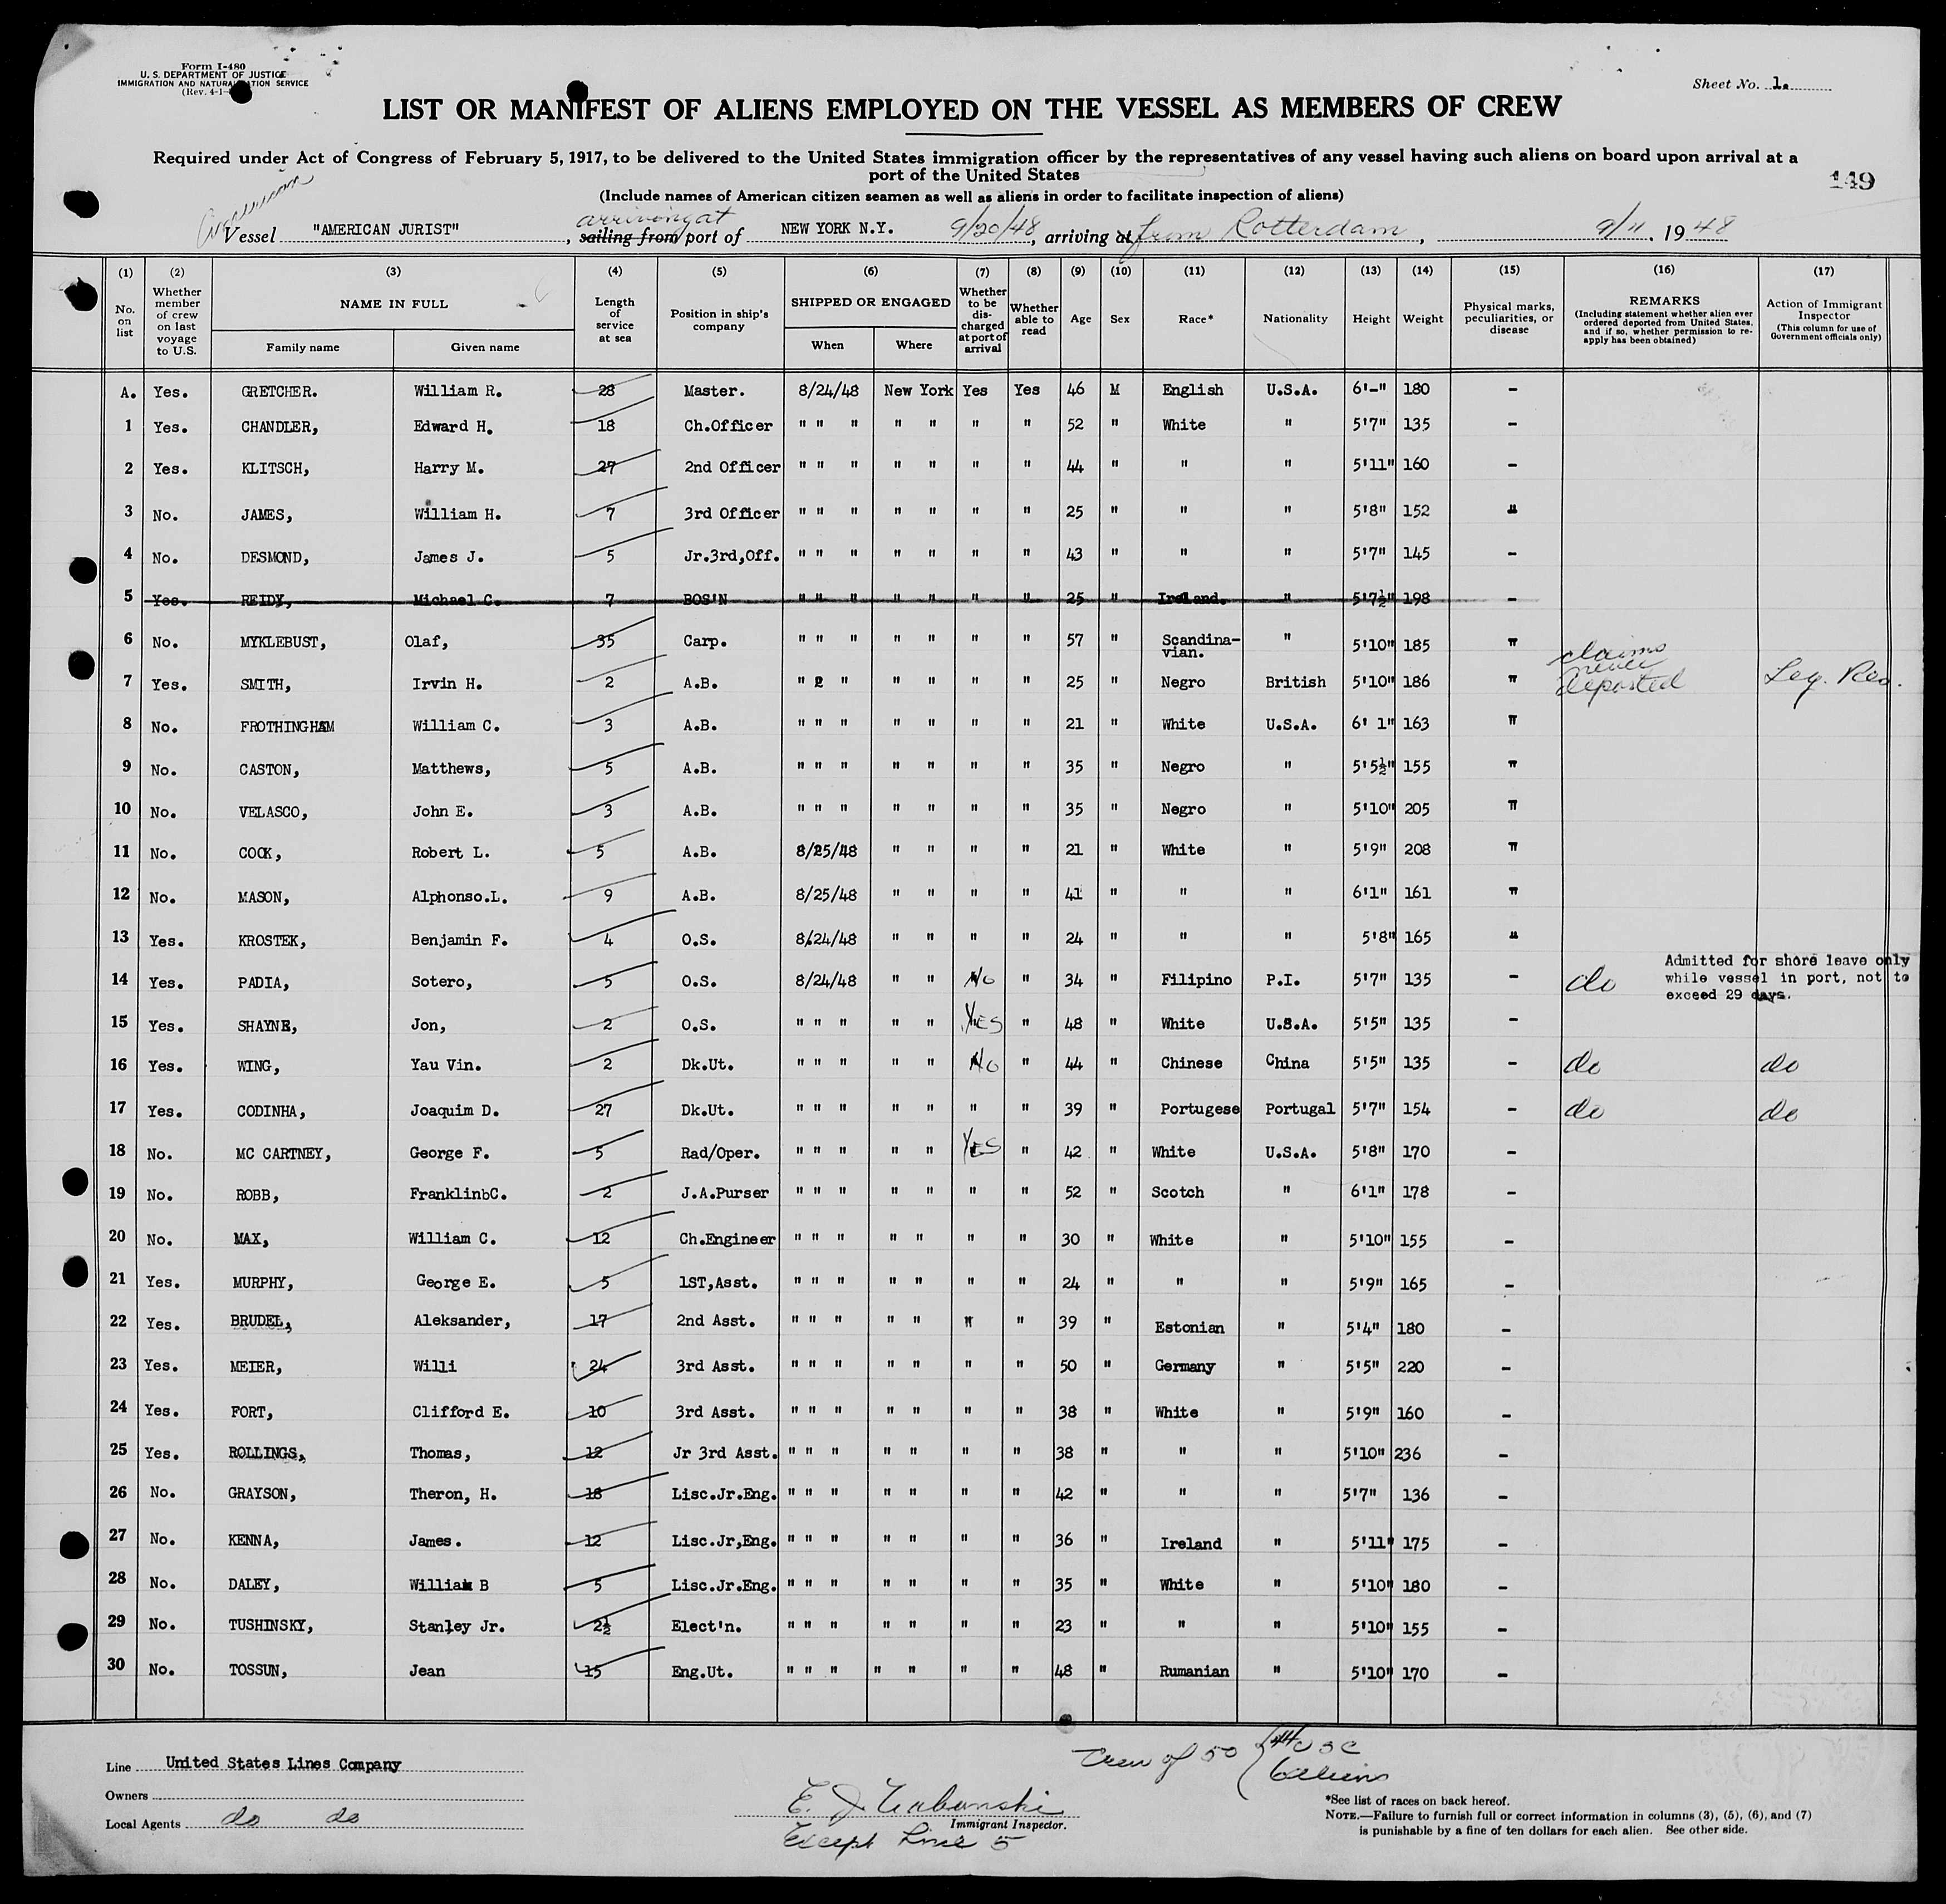 Form I-480
U. S. DEPARTMENT OF JUSTICE
IMMIGRATION AND NATURALIZATION SERVICE
(Rev. 4-1-
Sheet No. 1.
LIST OR MANIFEST OF ALIENS EMPLOYED ON THE VESSEL AS MEMBERS OF CREW
Required under Act of Congress of February 5, 1917, to be delivered to the United States immigration officer by the representatives of any vessel having such aliens on board upon arrival at a
port of the United States
149
(Include names of American citizen seamen as well as aliens in order to facilitate inspection of aliens)
American
arriving at
Vessel "AMERICAN JURIST", sailing from port of NEW YORK N.Y. 9/20/48, arriving at from Rotterdam, 9/11, 1948
(1) (2) (3) (4) (5) (6) (7) (8) (9) (10) (11) (12) (13) (14) (15) (16) (17)
No. on list | Whether member of crew on last voyage to U.S. | NAME IN FULL | Family name | Given name | Length of service at sea | Position in ship's company | SHIPPED OR ENGAGED | When | Where | Whether to be discharged at port of arrival | Whether able to read | Age | Sex | Race* | Nationality | Height | Weight | Physical marks, peculiarities, or disease | REMARKS (Including statement whether alien ever ordered deported from United States, and if so, whether permission to reapply has been obtained) | Action of Immigrant Inspector (This column for use of Government officials only)
A. Yes. GRETCHER. William R. 28 Master. 8/24/48 New York Yes Yes 46 M English U.S.A. 6'-" 180 -
1 Yes. CHANDLER, Edward H. 18 Ch.Officer " " " " " " " 52 " White " 5'7" 135 -
2 Yes. KLITSCH, Harry M. 27 2nd Officer " " " " " " " 44 " " " 5'11" 160 -
3 No. JAMES, William H. 7 3rd Officer " " " " " " " 25 " " " 5'8" 152 "
4 No. DESMOND, James J. 5 Jr.3rd,Off. " " " " " " " 43 " " " 5'7" 145 -
5 Yes. REIDY, Michael C. 7 BOS'N " " " " " " " 25 " Ireland. " 5'7½" 198 -
6 No. MYKLEBUST, Olaf, 35 Carp. " " " " " " " 57 " Scandina-vian. " 5'10" 185 "
7 Yes. SMITH, Irvin H. 2 A.B. " 2 " " " " " 25 " Negro British 5'10" 186 " claims never deported Leg. Res.
8 No. FROTHINGHAM William C. 3 A.B. " " " " " " " 21 " White U.S.A. 6' 1" 163 "
9 No. CASTON, Matthews, 5 A.B. " " " " " " " 35 " Negro " 5'5½" 155 "
10 No. VELASCO, John E. 3 A.B. " " " " " " " 35 " Negro " 5'10" 205 "
11 No. COOK, Robert L. 5 A.B. 8/25/48 " " " " 21 " White " 5'9" 208 "
12 No. MASON, Alphonso.L. 9 A.B. 8/25/48 " " " " 41 " " " 6'1" 161 "
13 Yes. KROSTEK, Benjamin F. 4 O.S. 8/24/48 " " " " 24 " " " 5'8" 165 "
14 Yes. PADIA, Sotero, 5 O.S. 8/24/48 " " No " 34 " Filipino P.I. 5'7" 135 - do Admitted for shore leave only while vessel in port, not to exceed 29 days.
15 Yes. SHAYNE, Jon, 2 O.S. " " " " " YES " 48 " White U.S.A. 5'5" 135 -
16 Yes. WING, Yau Vin. 2 Dk.Ut. " " " " " No " 44 " Chinese China 5'5" 135 - do do
17 Yes. CODINHA, Joaquim D. 27 Dk.Ut. " " " " " " " 39 " Portugese Portugal 5'7" 154 - do do
18 No. MC CARTNEY, George F. 5 Rad/Oper. " " " " " YES " 42 " White U.S.A. 5'8" 170 -
19 No. ROBB, FranklinbC. 2 J.A.Purser " " " " " " " 52 " Scotch " 6'1" 178 -
20 No. MAX, William C. 12 Ch.Engineer " " " " " " " 30 " White " 5'10" 155 -
21 Yes. MURPHY, George E. 5 1ST,Asst. " " " " " " " 24 " " " 5'9" 165 -
22 Yes. BRUDEL, Aleksander, 17 2nd Asst. " " " " " " " 39 " Estonian " 5'4" 180 -
23 Yes. MEIER, Willi 24 3rd Asst. " " " " " " " 50 " Germany " 5'5" 220 -
24 Yes. FORT, Clifford E. 10 3rd Asst. " " " " " " " 38 " White " 5'9" 160 -
25 Yes. ROLLINGS, Thomas, 12 Jr 3rd Asst. " " " " " " " 38 " " " 5'10" 236 -
26 No. GRAYSON, Theron, H. 18 Lisc.Jr.Eng. " " " " " " " 42 " " " 5'7" 136 -
27 No. KENNA, James. 12 Lisc.Jr,Eng. " " " " " " " 36 " Ireland " 5'11" 175 -
28 No. DALEY, William B 5 Lisc.Jr.Eng. " " " " " " " 35 " White " 5'10" 180 -
29 No. TUSHINSKY, Stanley Jr. 2½ Elect'n. " " " " " " " 23 " " " 5'10" 155 -
30 No. TOSSUN, Jean 15 Eng.Ut. " " " " " " " 48 " Rumanian " 5'10" 170 -
Line United States Lines Company
Owners
Local Agents do do
Crew of 50 { 44 USC
6 aliens
Immigrant Inspector.
Except Line 5
*See list of races on back hereof.
NOTE.—Failure to furnish full or correct information in columns (3), (5), (6), and (7)
is punishable by a fine of ten dollars for each alien. See other side.